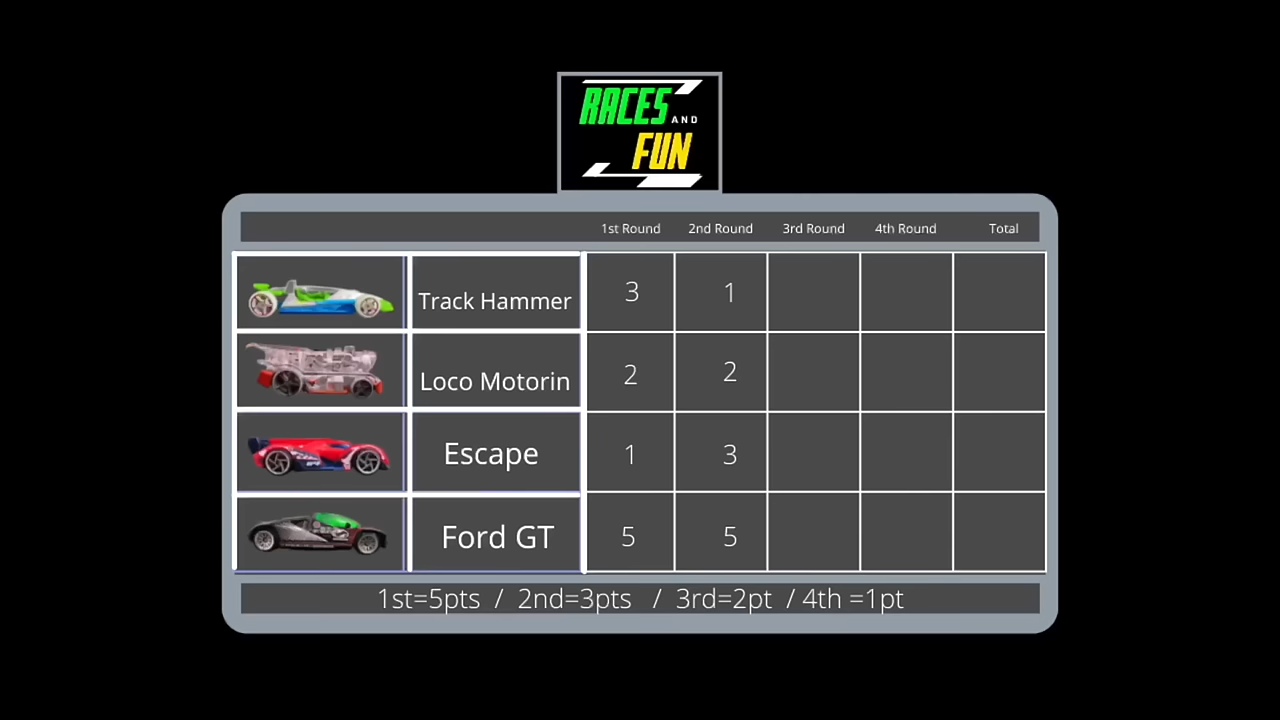 RACES
AND
FUN
1st Round 2nd Round 3rd Round 4th Round Total
Track Hammer 3 1
Loco Motorin 2 2
Escape 1 3
Ford GT 5 5
1st=5pts / 2nd=3pts / 3rd=2pt / 4th =1pt